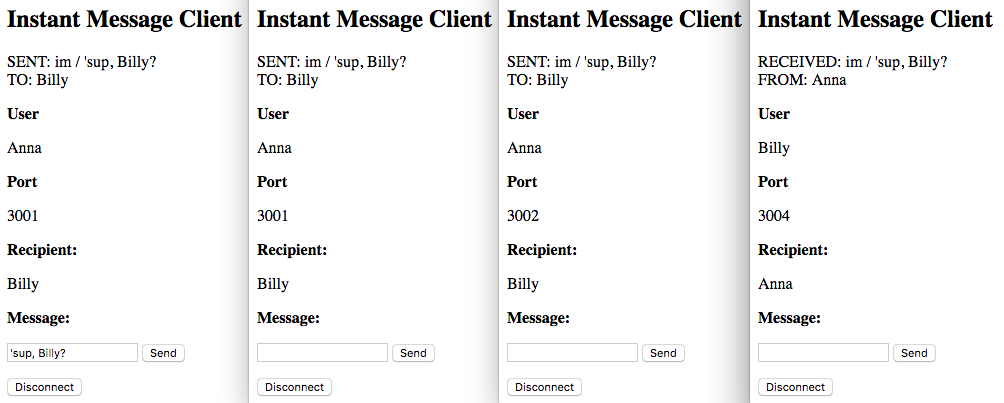 Instant Message Client
SENT: im / 'sup, Billy?
TO: Billy
User
Anna
Port
3001
Recipient:
Billy
Message:
'sup, Billy? Send
Disconnect
Instant Message Client
SENT: im / 'sup, Billy?
TO: Billy
User
Anna
Port
3001
Recipient:
Billy
Message:
Send
Disconnect
Instant Message Client
SENT: im / 'sup, Billy?
TO: Billy
User
Anna
Port
3002
Recipient:
Billy
Message:
Send
Disconnect
Instant Message Client
RECEIVED: im / 'sup, Billy?
FROM: Anna
User
Billy
Port
3004
Recipient:
Anna
Message:
Send
Disconnect